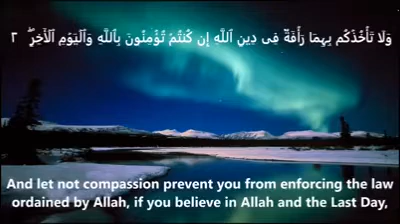 وَلَا تَأْخُذْكُم بِهِمَا رَأْفَةٌ فِى دِينِ ٱللَّهِ إِن كُنتُمْ تُؤْمِنُونَ بِٱللَّهِ وَٱلْيَوْمِ ٱلْـَٔاخِرِ ۖ ٢
And let not compassion prevent you from enforcing the law
ordained by Allah, if you believe in Allah and the Last Day,